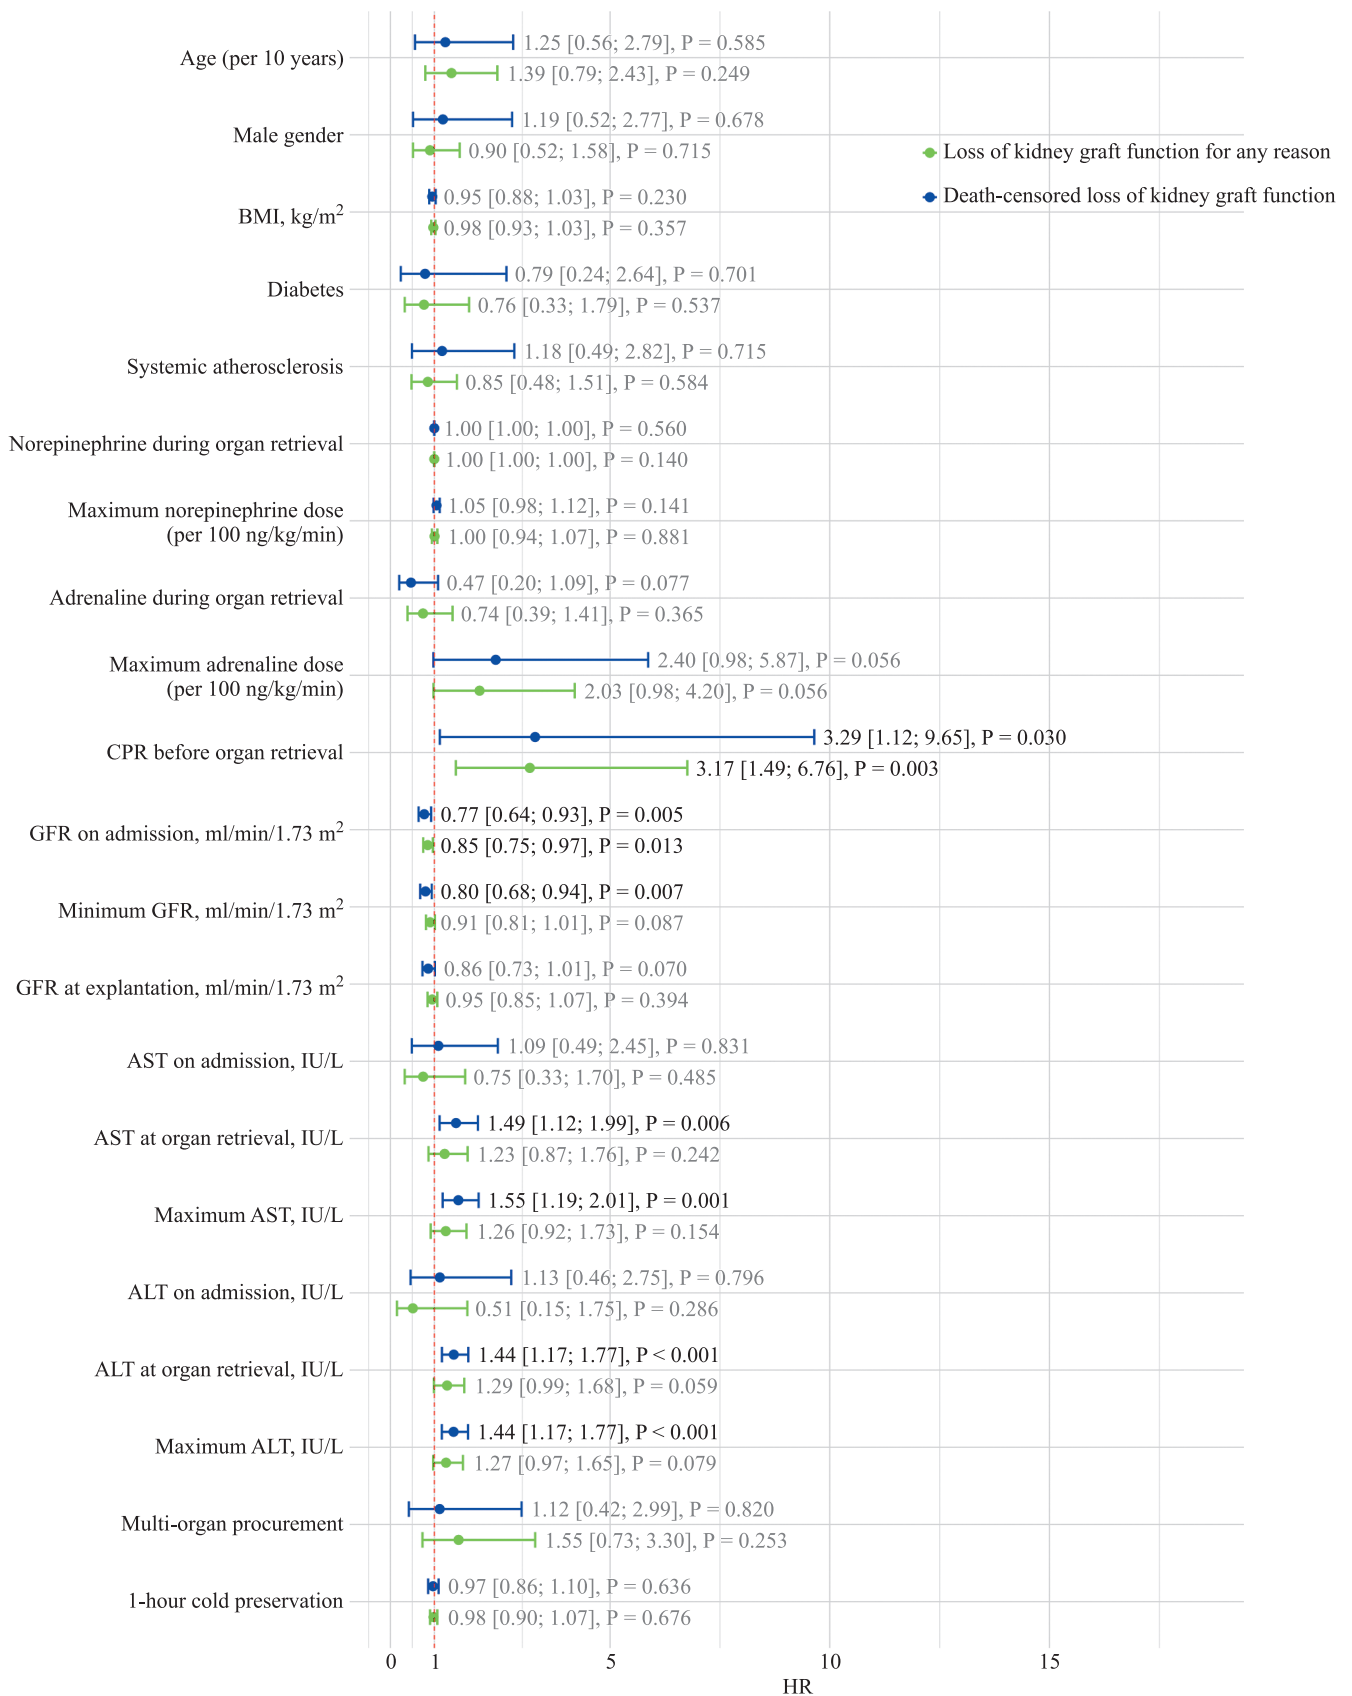 Age (per 10 years)
1.25 [0.56; 2.79], P = 0.585
1.39 [0.79; 2.43], P = 0.249
Male gender
1.19 [0.52; 2.77], P = 0.678
0.90 [0.52; 1.58], P = 0.715
Loss of kidney graft function for any reason
Death-censored loss of kidney graft function
BMI, kg/m²
0.95 [0.88; 1.03], P = 0.230
0.98 [0.93; 1.03], P = 0.357
Diabetes
0.79 [0.24; 2.64], P = 0.701
0.76 [0.33; 1.79], P = 0.537
Systemic atherosclerosis
1.18 [0.49; 2.82], P = 0.715
0.85 [0.48; 1.51], P = 0.584
Norepinephrine during organ retrieval
1.00 [1.00; 1.00], P = 0.560
1.00 [1.00; 1.00], P = 0.140
Maximum norepinephrine dose
(per 100 ng/kg/min)
1.05 [0.98; 1.12], P = 0.141
1.00 [0.94; 1.07], P = 0.881
Adrenaline during organ retrieval
0.47 [0.20; 1.09], P = 0.077
0.74 [0.39; 1.41], P = 0.365
Maximum adrenaline dose
(per 100 ng/kg/min)
2.40 [0.98; 5.87], P = 0.056
2.03 [0.98; 4.20], P = 0.056
CPR before organ retrieval
3.29 [1.12; 9.65], P = 0.030
3.17 [1.49; 6.76], P = 0.003
GFR on admission, ml/min/1.73 m²
0.77 [0.64; 0.93], P = 0.005
0.85 [0.75; 0.97], P = 0.013
Minimum GFR, ml/min/1.73 m²
0.80 [0.68; 0.94], P = 0.007
0.91 [0.81; 1.01], P = 0.087
GFR at explantation, ml/min/1.73 m²
0.86 [0.73; 1.01], P = 0.070
0.95 [0.85; 1.07], P = 0.394
AST on admission, IU/L
1.09 [0.49; 2.45], P = 0.831
0.75 [0.33; 1.70], P = 0.485
AST at organ retrieval, IU/L
1.49 [1.12; 1.99], P = 0.006
1.23 [0.87; 1.76], P = 0.242
Maximum AST, IU/L
1.55 [1.19; 2.01], P = 0.001
1.26 [0.92; 1.73], P = 0.154
ALT on admission, IU/L
1.13 [0.46; 2.75], P = 0.796
0.51 [0.15; 1.75], P = 0.286
ALT at organ retrieval, IU/L
1.44 [1.17; 1.77], P < 0.001
1.29 [0.99; 1.68], P = 0.059
Maximum ALT, IU/L
1.44 [1.17; 1.77], P < 0.001
1.27 [0.97; 1.65], P = 0.079
Multi-organ procurement
1.12 [0.42; 2.99], P = 0.820
1.55 [0.73; 3.30], P = 0.253
1-hour cold preservation
0.97 [0.86; 1.10], P = 0.636
0.98 [0.90; 1.07], P = 0.676
0 1 5 10 15
HR